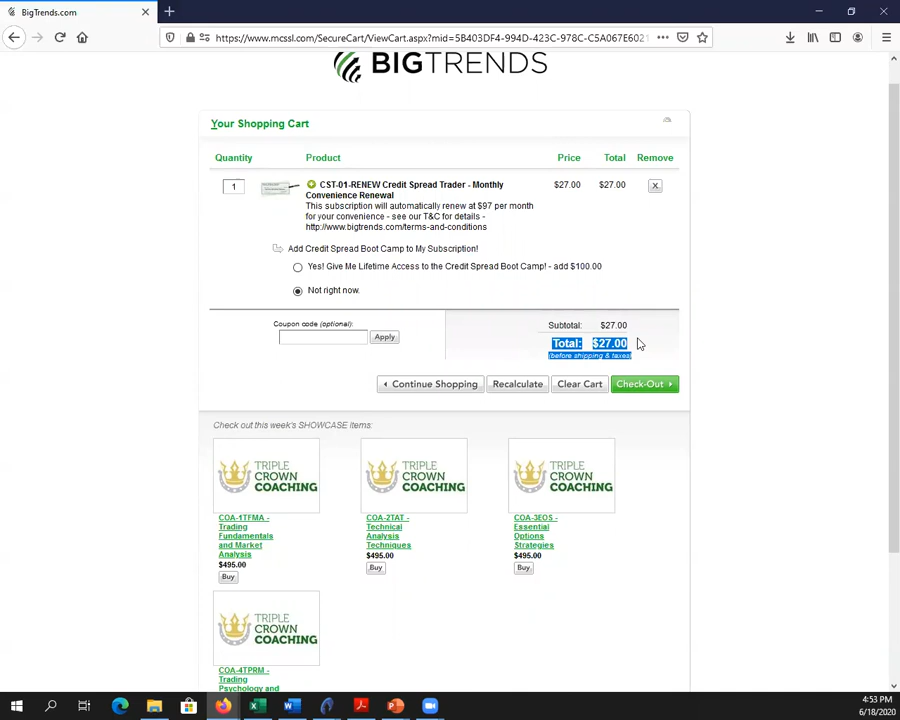 BigTrends.com
https://www.mcssl.com/SecureCart/ViewCart.aspx?mid=5B403DF4-994D-423C-978C-C5A067E6021
BIGTRENDS
Your Shopping Cart
Quantity Product Price Total Remove
1 CST-01-RENEW Credit Spread Trader - Monthly $27.00 $27.00 X
Convenience Renewal
This subscription will automatically renew at $97 per month
for your convenience - see our T&C for details -
http://www.bigtrends.com/terms-and-conditions
Add Credit Spread Boot Camp to My Subscription!
Yes! Give Me Lifetime Access to the Credit Spread Boot Camp! - add $100.00
Not right now.
Coupon code (optional):
Apply
Subtotal: $27.00
Total: $27.00
(before shipping & taxes)
Continue Shopping Recalculate Clear Cart Check-Out
Check out this week's SHOWCASE items:
TRIPLE CROWN COACHING
TRIPLE CROWN COACHING
TRIPLE CROWN COACHING
COA-1TFMA -
Trading
Fundamentals
and Market
Analysis
$495.00
Buy
COA-2TAT -
Technical
Analysis
Techniques
$495.00
Buy
COA-3EOS -
Essential
Options
Strategies
$495.00
Buy
TRIPLE CROWN COACHING
COA-4TPRM -
Trading
Psychology and
4:53 PM
6/18/2020